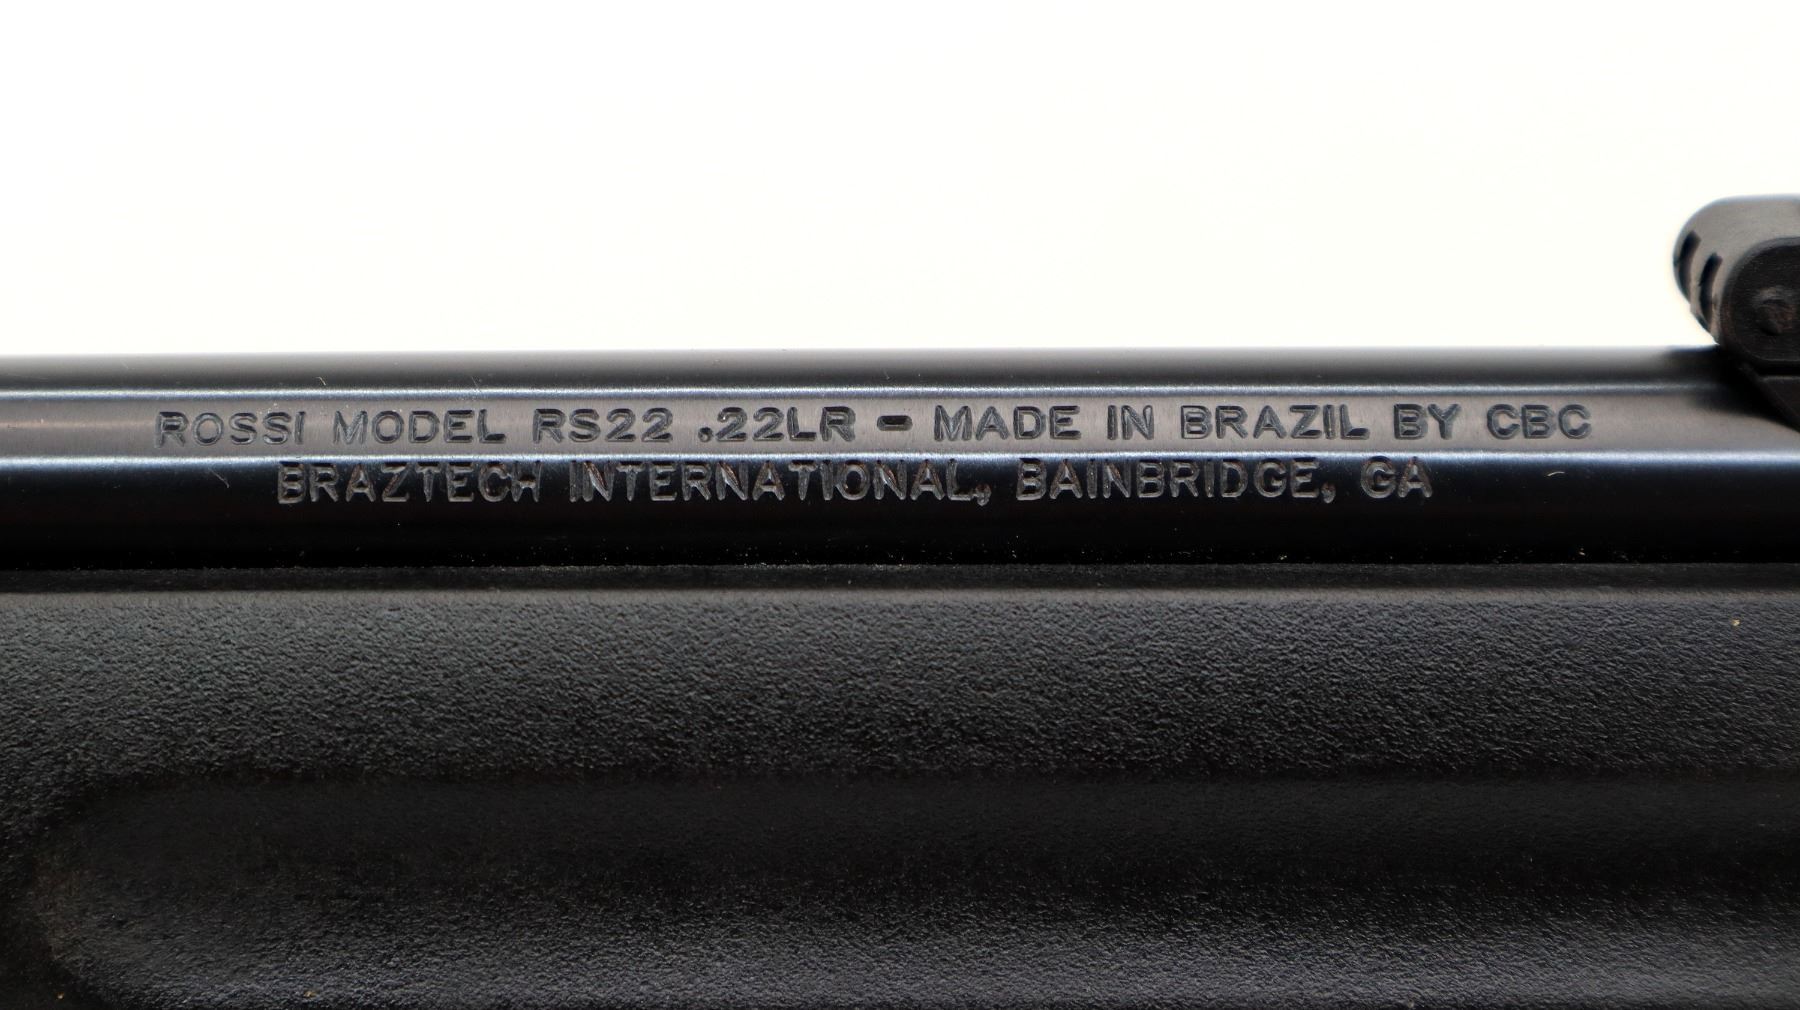 ROSSI MODEL RS22 .22LR - MADE IN BRAZIL BY CBC
BRAZTECH INTERNATIONAL, BAINBRIDGE, GA